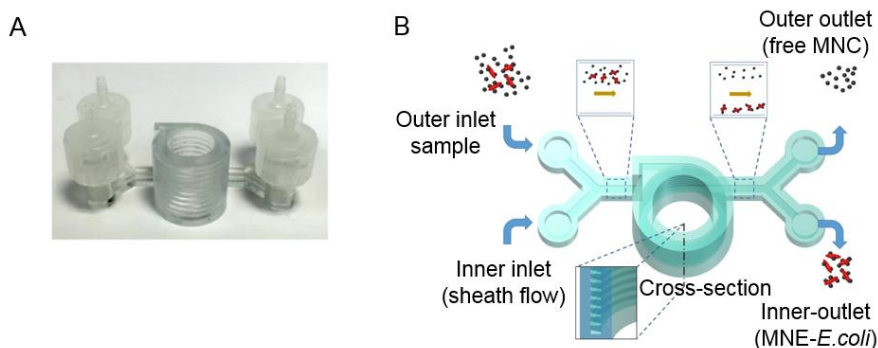 A
B
Outer inlet
sample
Inner inlet
(sheath flow)
Cross-section
Outer outlet
(free MNC)
Inner-outlet
(MNE-E.coli)